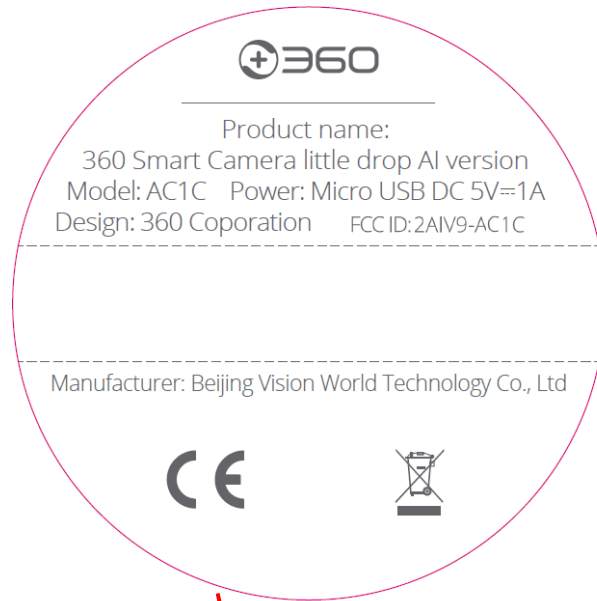 360
Product name:
360 Smart Camera little drop AI version
Model: AC1C Power: Micro USB DC 5V⎓1A
Design: 360 Coporation FCC ID: 2AIV9-AC1C
Manufacturer: Beijing Vision World Technology Co., Ltd
CE